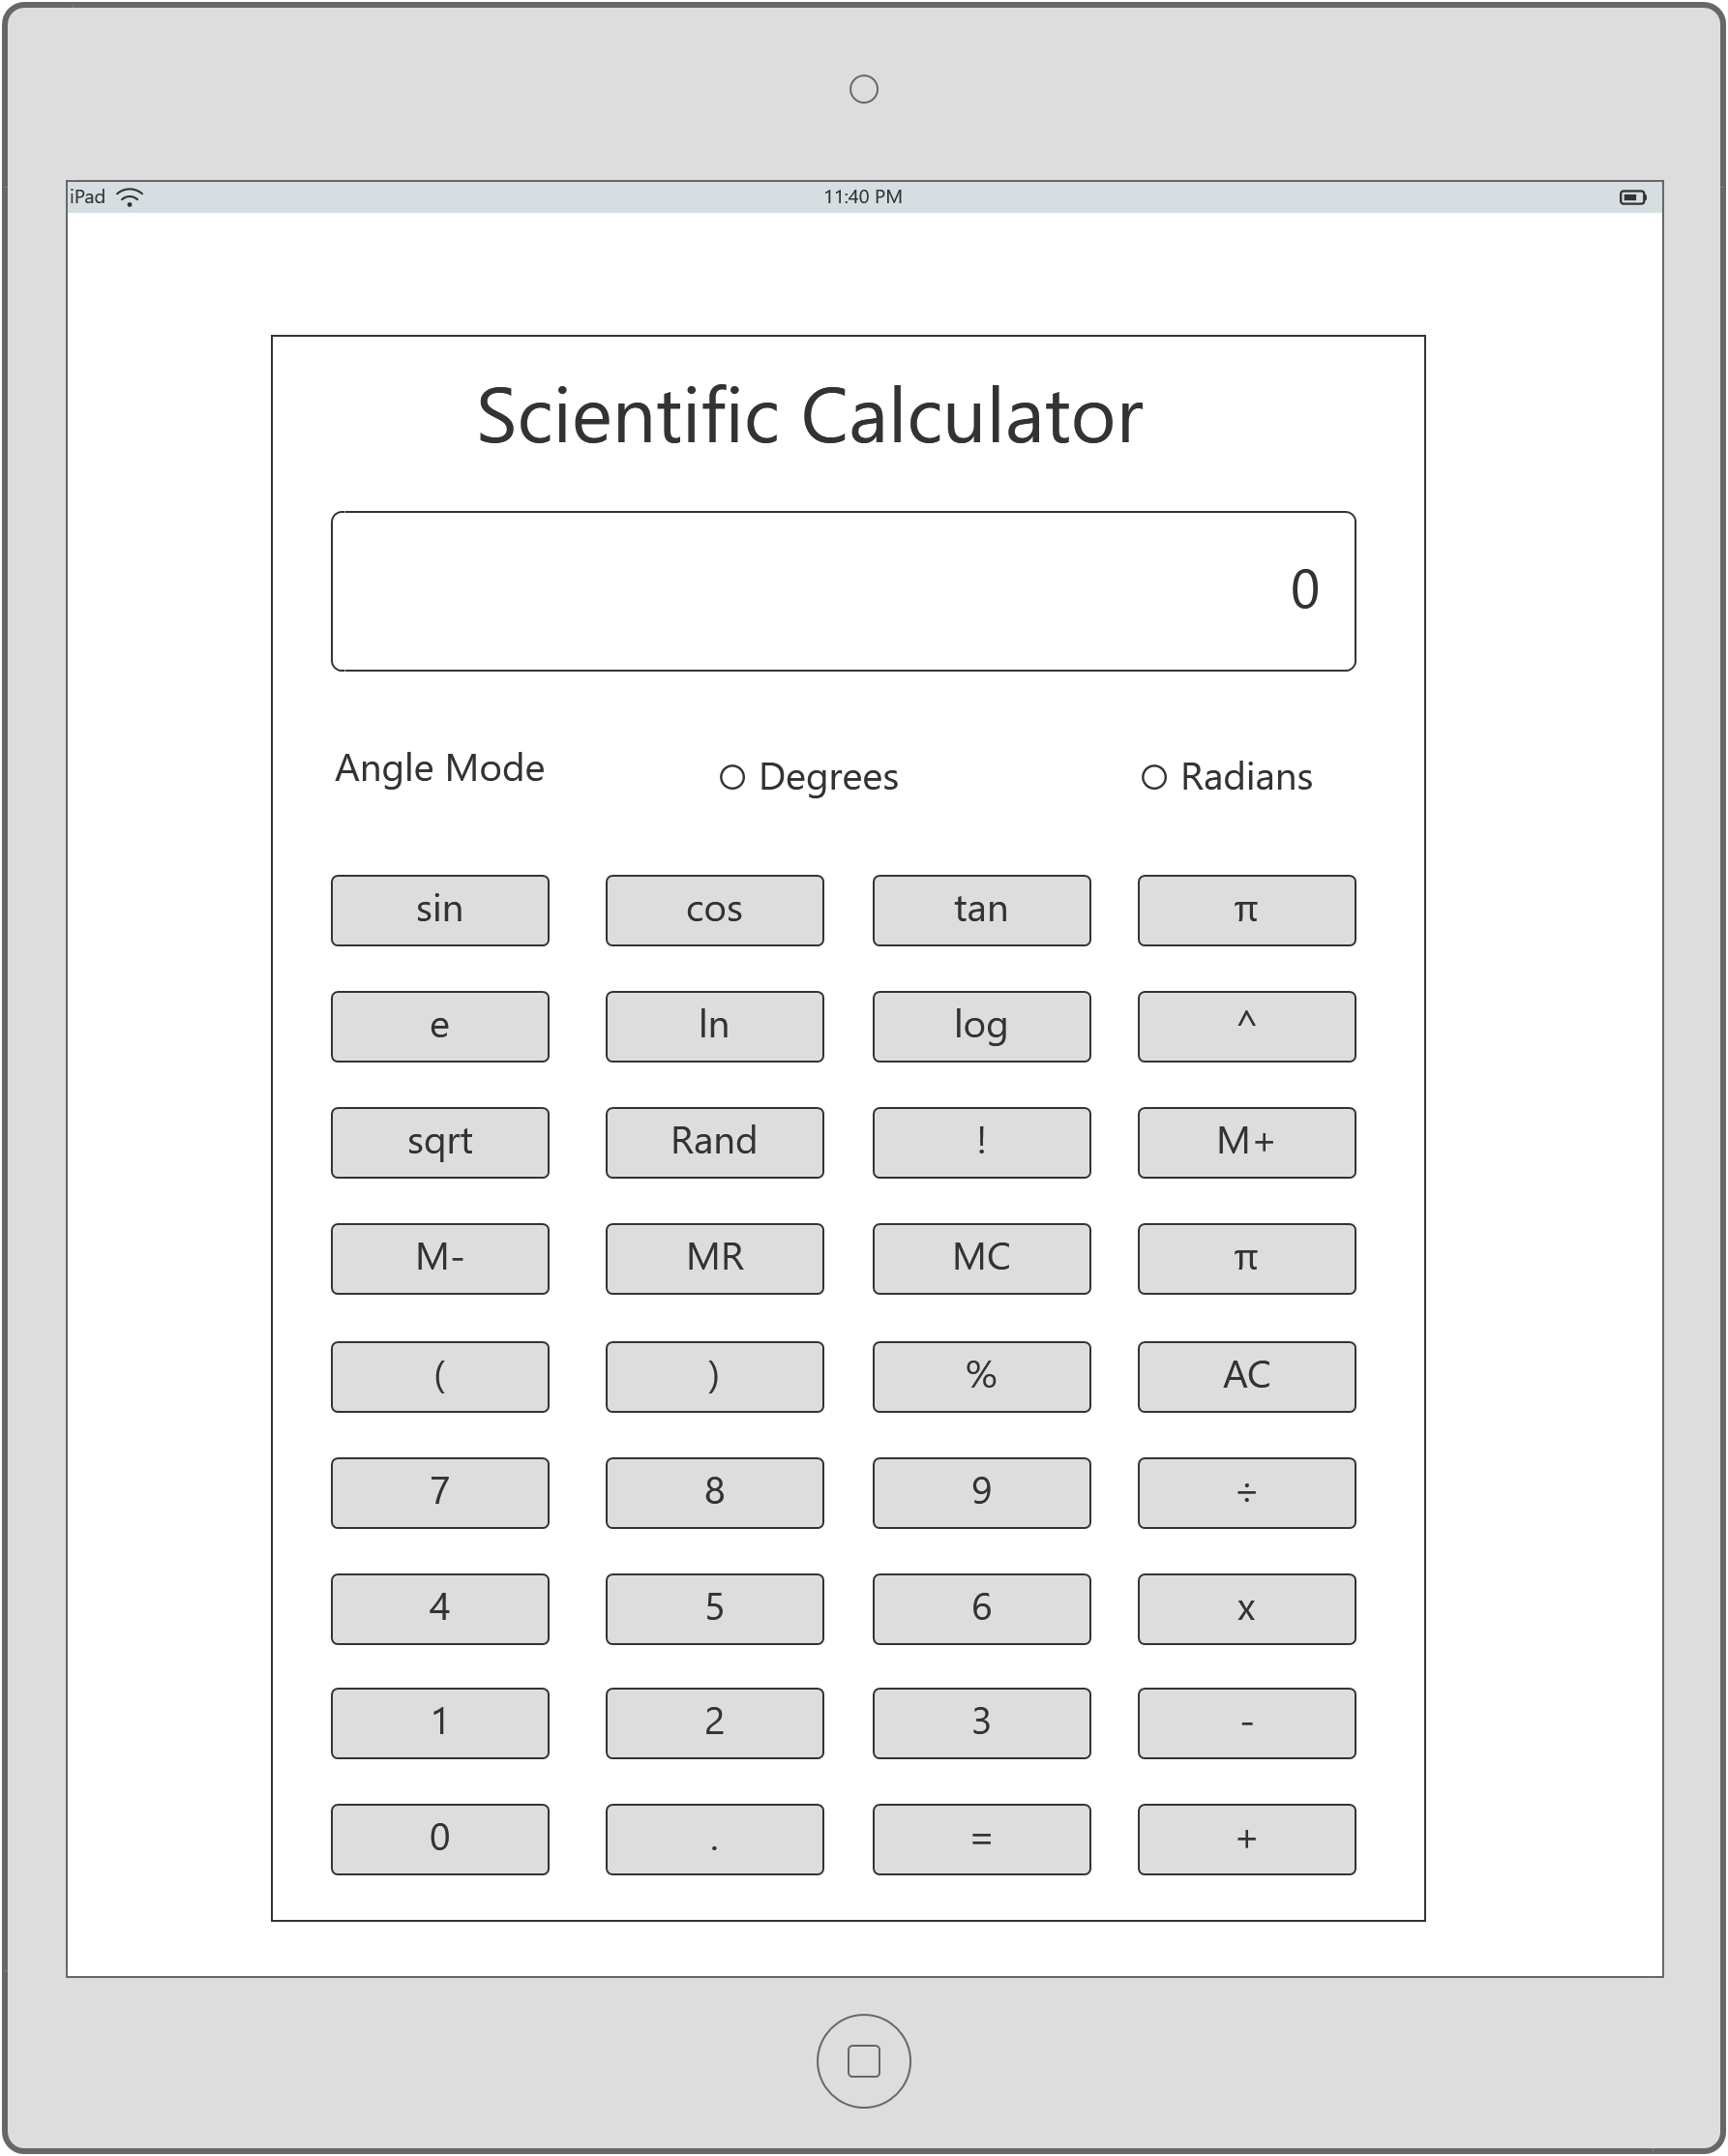 iPad 11:40 PM
Scientific Calculator
0
Angle Mode Degrees Radians
sin cos tan π
e ln log ^
sqrt Rand ! M+
M- MR MC π
( ) % AC
7 8 9 ÷
4 5 6 x
1 2 3 -
0 . = +